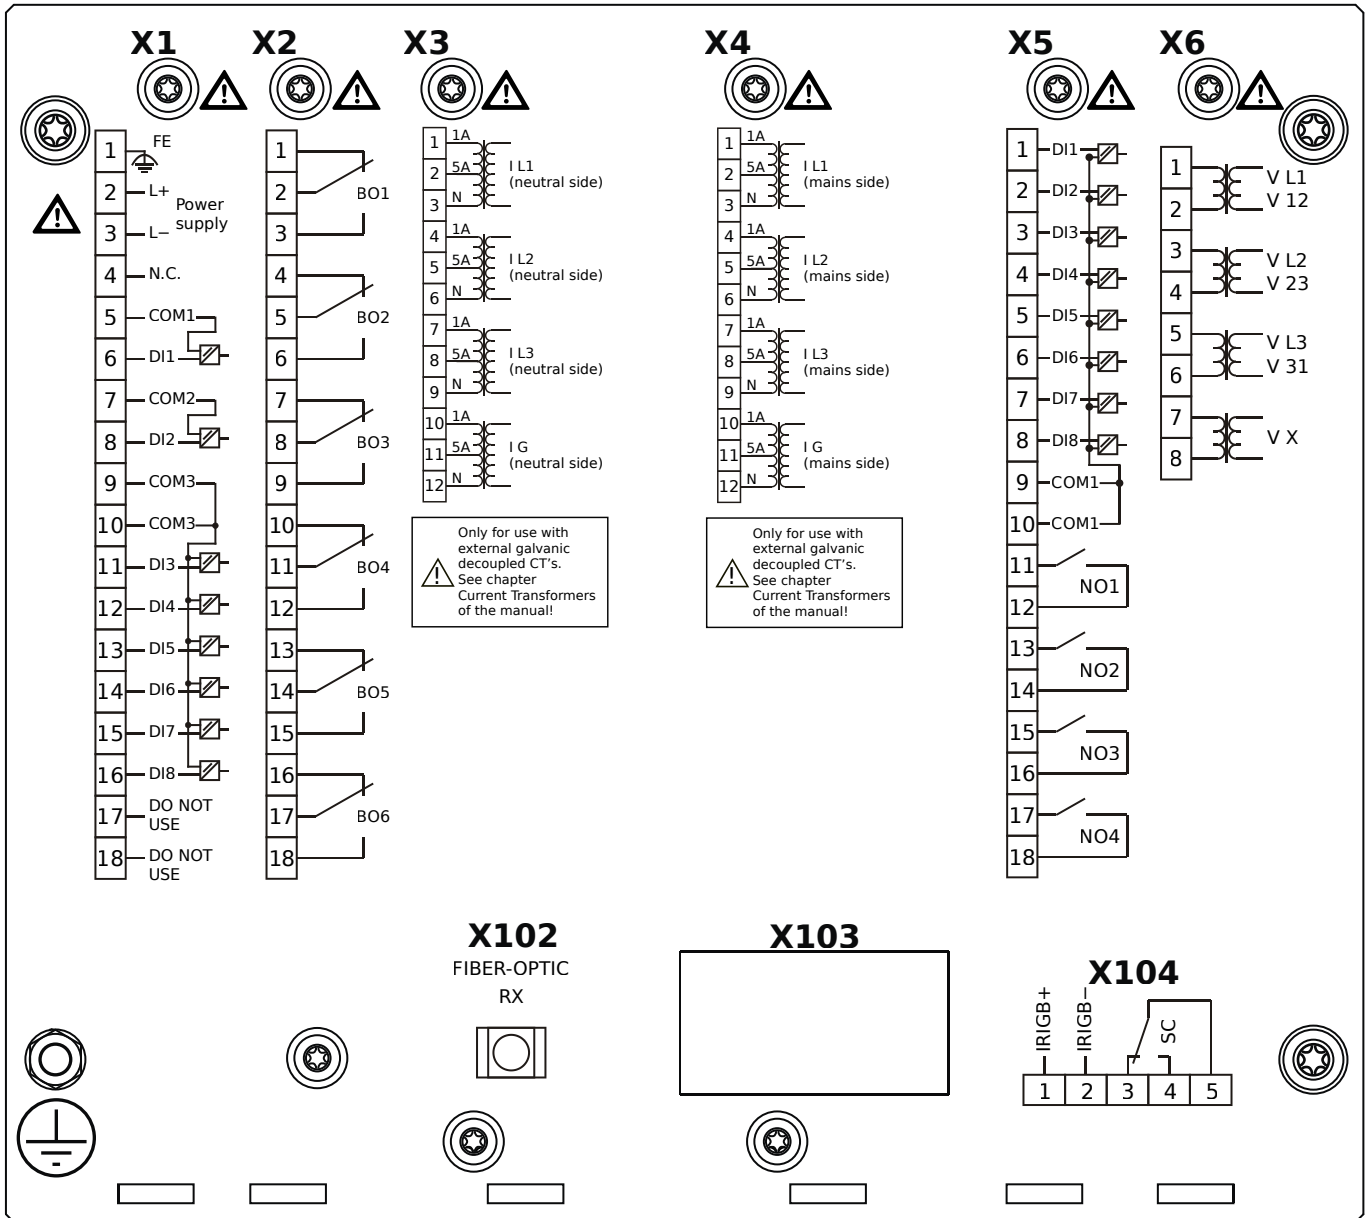 X1 X2 X3 X4 X5 X6
1 FE
2 L+
Power
supply
3 L−
4 N.C.
5 COM1
6 DI1
7 COM2
8 DI2
9 COM3
10 COM3
11 DI3
12 DI4
13 DI5
14 DI6
15 DI7
16 DI8
17 DO NOT
USE
18 DO NOT
USE
1
2 BO1
3
4
5 BO2
6
7
8 BO3
9
10
11 BO4
12
13
14 BO5
15
16
17 BO6
18
1 1A
2 5A I L1
(neutral side)
3 N
4 1A
5 5A I L2
(neutral side)
6 N
7 1A
8 5A I L3
(neutral side)
9 N
10 1A
11 5A I G
(neutral side)
12 N
Only for use with
external galvanic
decoupled CT's.
See chapter
Current Transformers
of the manual!
1 1A
2 5A I L1
(mains side)
3 N
4 1A
5 5A I L2
(mains side)
6 N
7 1A
8 5A I L3
(mains side)
9 N
10 1A
11 5A I G
(mains side)
12 N
Only for use with
external galvanic
decoupled CT's.
See chapter
Current Transformers
of the manual!
1 DI1
2 DI2
3 DI3
4 DI4
5 DI5
6 DI6
7 DI7
8 DI8
9 COM1
10 COM1
11
NO1
12
13
NO2
14
15
NO3
16
17
NO4
18
1 V L1
2 V 12
3 V L2
4 V 23
5 V L3
6 V 31
7 V X
8
X102
FIBER-OPTIC
RX
X103
X104
IRIGB+ IRIGB− SC
1 2 3 4 5